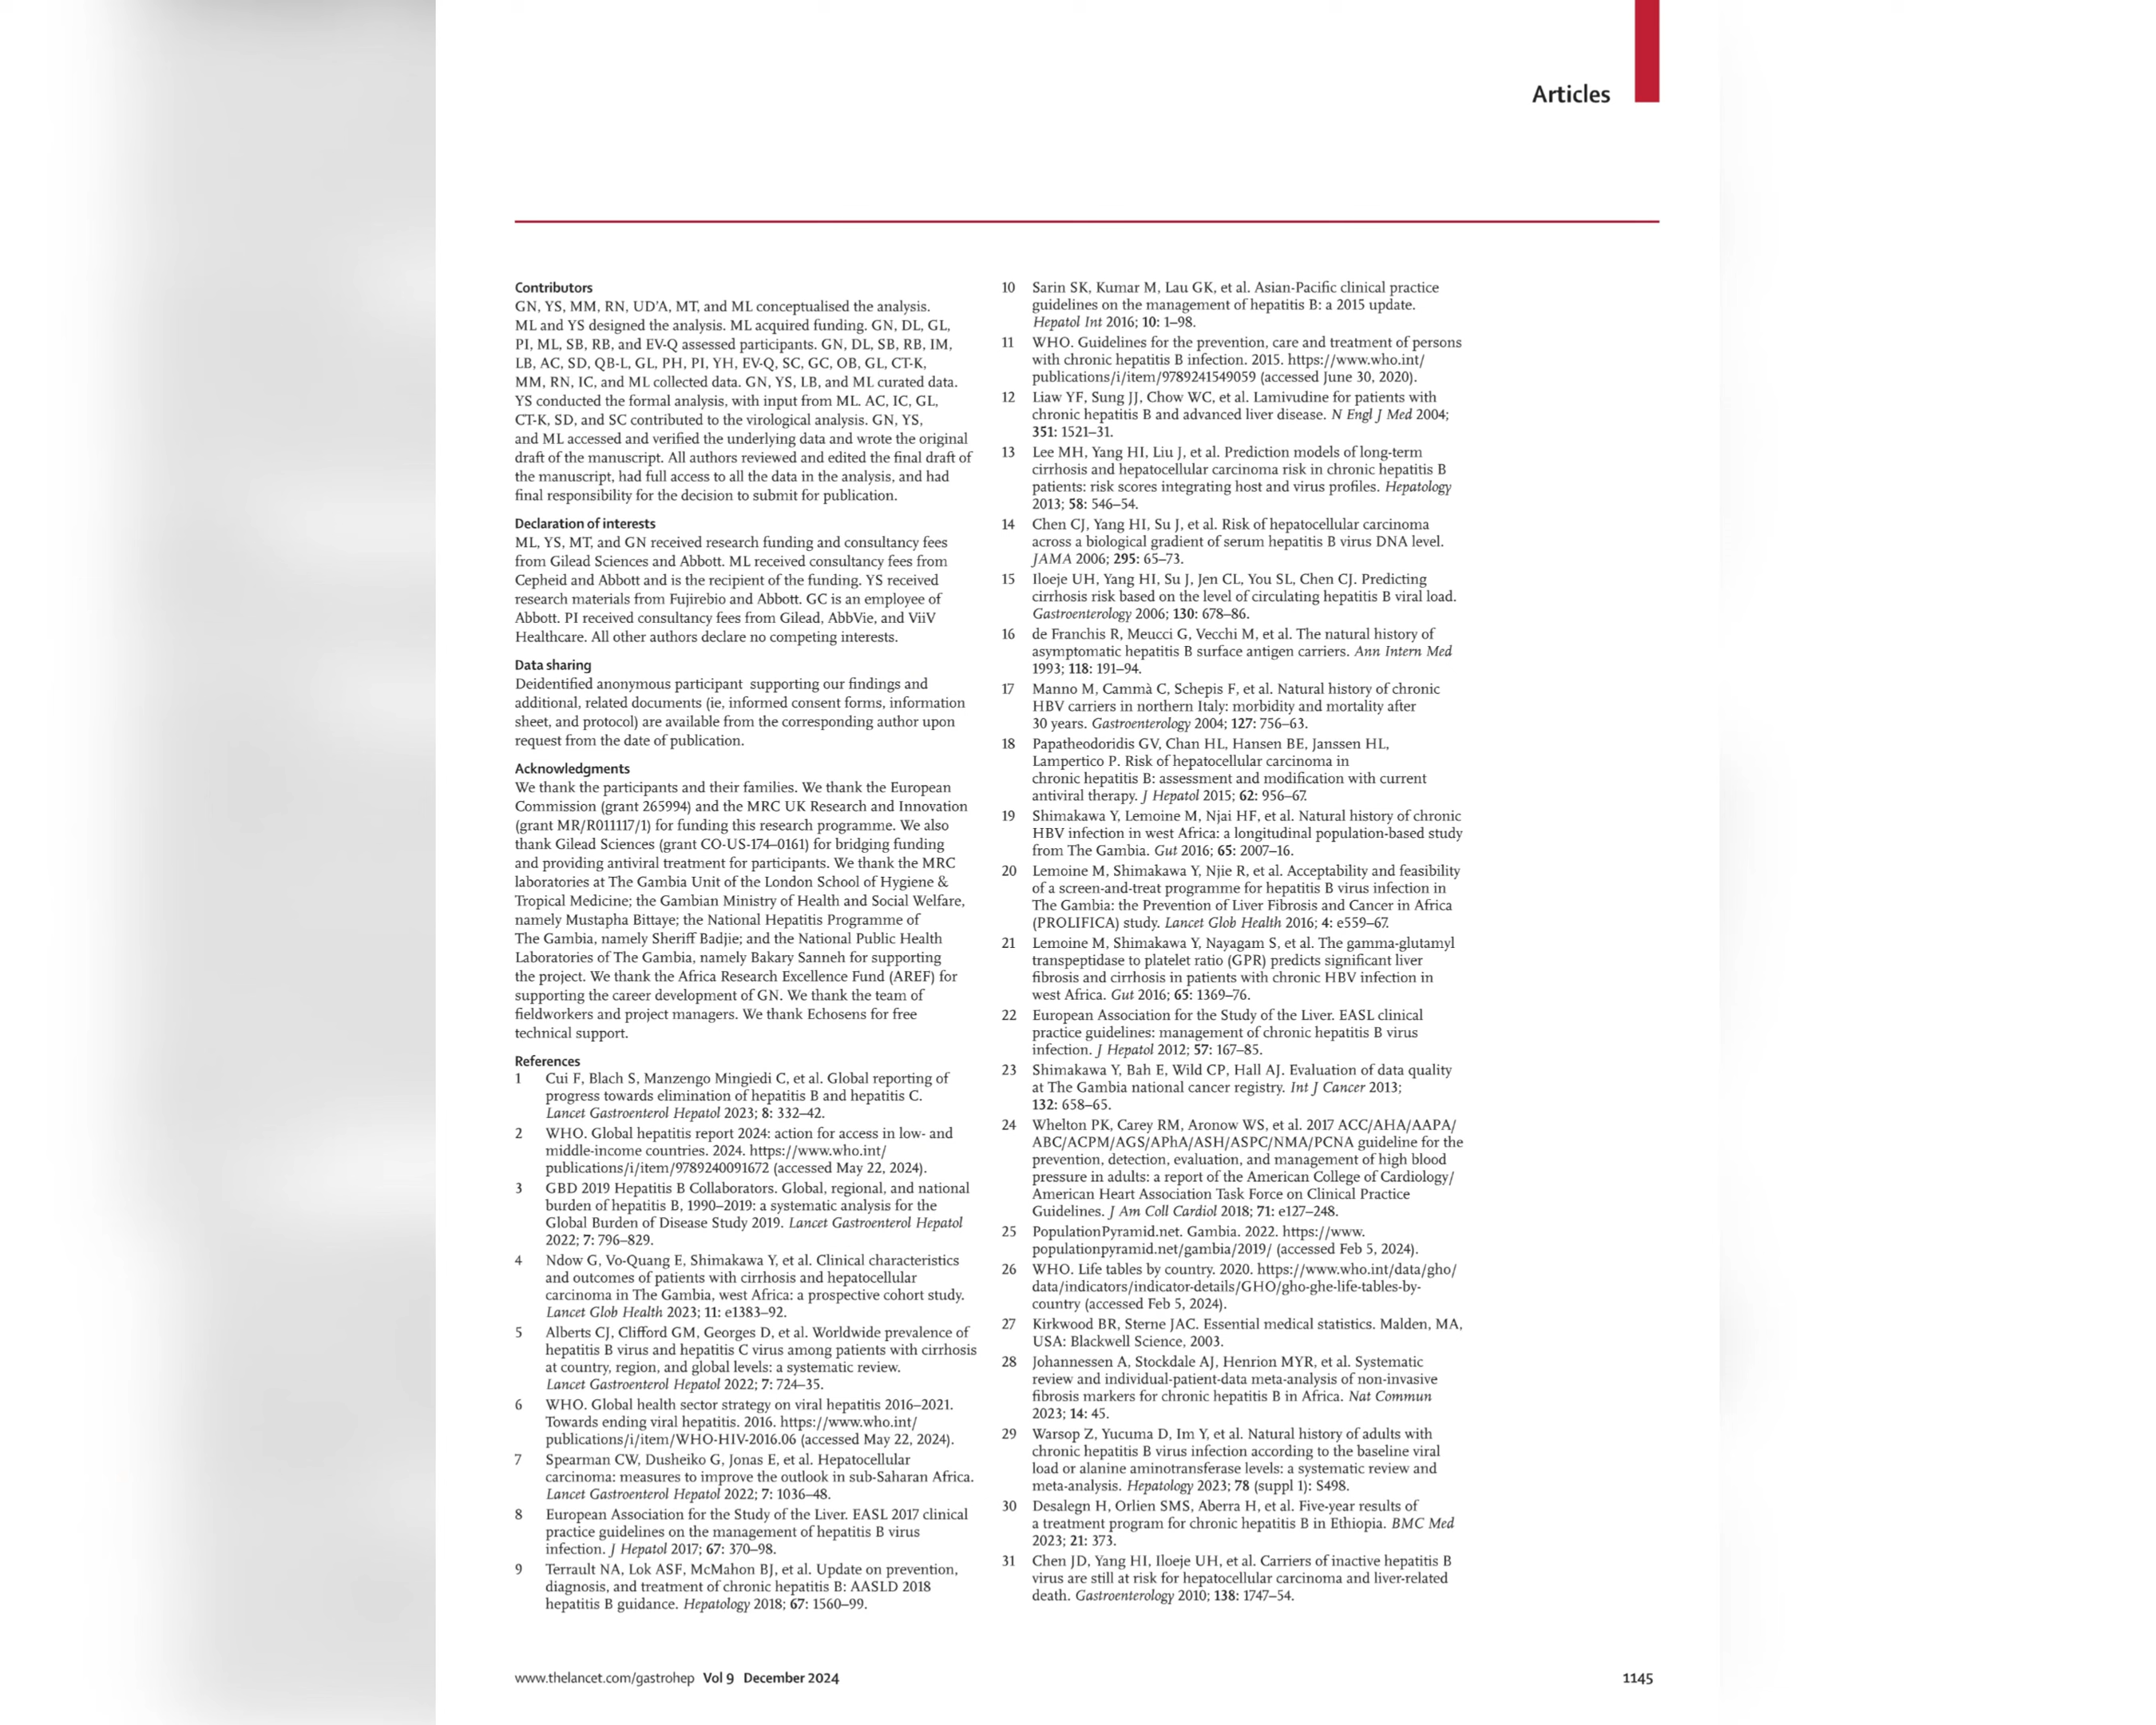 Articles
Contributors
GN, YS, MM, RN, UD’A, MT, and ML conceptualised the analysis.
ML and YS designed the analysis. ML acquired funding. GN, DL, GL,
PI, ML, SB, RB, and EV-Q assessed participants. GN, DL, SB, RB, IM,
LB, AC, SD, QB-L, GL, PH, PI, YH, EV-Q, SC, GC, OB, GL, CT-K,
MM, RN, IC, and ML collected data. GN, YS, LB, and ML curated data.
YS conducted the formal analysis, with input from ML. AC, IC, GL,
CT-K, SD, and SC contributed to the virological analysis. GN, YS,
and ML accessed and verified the underlying data and wrote the original
draft of the manuscript. All authors reviewed and edited the final draft of
the manuscript, had full access to all the data in the analysis, and had
final responsibility for the decision to submit for publication.
Declaration of interests
ML, YS, MT, and GN received research funding and consultancy fees
from Gilead Sciences and Abbott. ML received consultancy fees from
Cepheid and Abbott and is the recipient of the funding. YS received
research materials from Fujirebio and Abbott. GC is an employee of
Abbott. PI received consultancy fees from Gilead, AbbVie, and ViiV
Healthcare. All other authors declare no competing interests.
Data sharing
Deidentified anonymous participant supporting our findings and
additional, related documents (ie, informed consent forms, information
sheet, and protocol) are available from the corresponding author upon
request from the date of publication.
Acknowledgments
We thank the participants and their families. We thank the European
Commission (grant 265994) and the MRC UK Research and Innovation
(grant MR/R011117/1) for funding this research programme. We also
thank Gilead Sciences (grant CO-US-174–0161) for bridging funding
and providing antiviral treatment for participants. We thank the MRC
laboratories at The Gambia Unit of the London School of Hygiene &
Tropical Medicine; the Gambian Ministry of Health and Social Welfare,
namely Mustapha Bittaye; the National Hepatitis Programme of
The Gambia, namely Sheriff Badjie; and the National Public Health
Laboratories of The Gambia, namely Bakary Sanneh for supporting
the project. We thank the Africa Research Excellence Fund (AREF) for
supporting the career development of GN. We thank the team of
fieldworkers and project managers. We thank Echosens for free
technical support.
References
1 Cui F, Blach S, Manzengo Mingiedi C, et al. Global reporting of
progress towards elimination of hepatitis B and hepatitis C.
Lancet Gastroenterol Hepatol 2023; 8: 332–42.
2 WHO. Global hepatitis report 2024: action for access in low- and
middle-income countries. 2024. https://www.who.int/
publications/i/item/9789240091672 (accessed May 22, 2024).
3 GBD 2019 Hepatitis B Collaborators. Global, regional, and national
burden of hepatitis B, 1990–2019: a systematic analysis for the
Global Burden of Disease Study 2019. Lancet Gastroenterol Hepatol
2022; 7: 796–829.
4 Ndow G, Vo-Quang E, Shimakawa Y, et al. Clinical characteristics
and outcomes of patients with cirrhosis and hepatocellular
carcinoma in The Gambia, west Africa: a prospective cohort study.
Lancet Glob Health 2023; 11: e1383–92.
5 Alberts CJ, Clifford GM, Georges D, et al. Worldwide prevalence of
hepatitis B virus and hepatitis C virus among patients with cirrhosis
at country, region, and global levels: a systematic review.
Lancet Gastroenterol Hepatol 2022; 7: 724–35.
6 WHO. Global health sector strategy on viral hepatitis 2016–2021.
Towards ending viral hepatitis. 2016. https://www.who.int/
publications/i/item/WHO-HIV-2016.06 (accessed May 22, 2024).
7 Spearman CW, Dusheiko G, Jonas E, et al. Hepatocellular
carcinoma: measures to improve the outlook in sub-Saharan Africa.
Lancet Gastroenterol Hepatol 2022; 7: 1036–48.
8 European Association for the Study of the Liver. EASL 2017 clinical
practice guidelines on the management of hepatitis B virus
infection. J Hepatol 2017; 67: 370–98.
9 Terrault NA, Lok ASF, McMahon BJ, et al. Update on prevention,
diagnosis, and treatment of chronic hepatitis B: AASLD 2018
hepatitis B guidance. Hepatology 2018; 67: 1560–99.
10 Sarin SK, Kumar M, Lau GK, et al. Asian-Pacific clinical practice
guidelines on the management of hepatitis B: a 2015 update.
Hepatol Int 2016; 10: 1–98.
11 WHO. Guidelines for the prevention, care and treatment of persons
with chronic hepatitis B infection. 2015. https://www.who.int/
publications/i/item/9789241549059 (accessed June 30, 2020).
12 Liaw YF, Sung JJ, Chow WC, et al. Lamivudine for patients with
chronic hepatitis B and advanced liver disease. N Engl J Med 2004;
351: 1521–31.
13 Lee MH, Yang HI, Liu J, et al. Prediction models of long-term
cirrhosis and hepatocellular carcinoma risk in chronic hepatitis B
patients: risk scores integrating host and virus profiles. Hepatology
2013; 58: 546–54.
14 Chen CJ, Yang HI, Su J, et al. Risk of hepatocellular carcinoma
across a biological gradient of serum hepatitis B virus DNA level.
JAMA 2006; 295: 65–73.
15 Iloeje UH, Yang HI, Su J, Jen CL, You SL, Chen CJ. Predicting
cirrhosis risk based on the level of circulating hepatitis B viral load.
Gastroenterology 2006; 130: 678–86.
16 de Franchis R, Meucci G, Vecchi M, et al. The natural history of
asymptomatic hepatitis B surface antigen carriers. Ann Intern Med
1993; 118: 191–94.
17 Manno M, Cammà C, Schepis F, et al. Natural history of chronic
HBV carriers in northern Italy: morbidity and mortality after
30 years. Gastroenterology 2004; 127: 756–63.
18 Papatheodoridis GV, Chan HL, Hansen BE, Janssen HL,
Lampertico P. Risk of hepatocellular carcinoma in
chronic hepatitis B: assessment and modification with current
antiviral therapy. J Hepatol 2015; 62: 956–67.
19 Shimakawa Y, Lemoine M, Njai HF, et al. Natural history of chronic
HBV infection in west Africa: a longitudinal population-based study
from The Gambia. Gut 2016; 65: 2007–16.
20 Lemoine M, Shimakawa Y, Njie R, et al. Acceptability and feasibility
of a screen-and-treat programme for hepatitis B virus infection in
The Gambia: the Prevention of Liver Fibrosis and Cancer in Africa
(PROLIFICA) study. Lancet Glob Health 2016; 4: e559–67.
21 Lemoine M, Shimakawa Y, Nayagam S, et al. The gamma-glutamyl
transpeptidase to platelet ratio (GPR) predicts significant liver
fibrosis and cirrhosis in patients with chronic HBV infection in
west Africa. Gut 2016; 65: 1369–76.
22 European Association for the Study of the Liver. EASL clinical
practice guidelines: management of chronic hepatitis B virus
infection. J Hepatol 2012; 57: 167–85.
23 Shimakawa Y, Bah E, Wild CP, Hall AJ. Evaluation of data quality
at The Gambia national cancer registry. Int J Cancer 2013;
132: 658–65.
24 Whelton PK, Carey RM, Aronow WS, et al. 2017 ACC/AHA/AAPA/
ABC/ACPM/AGS/APhA/ASH/ASPC/NMA/PCNA guideline for the
prevention, detection, evaluation, and management of high blood
pressure in adults: a report of the American College of Cardiology/
American Heart Association Task Force on Clinical Practice
Guidelines. J Am Coll Cardiol 2018; 71: e127–248.
25 PopulationPyramid.net. Gambia. 2022. https://www.
populationpyramid.net/gambia/2019/ (accessed Feb 5, 2024).
26 WHO. Life tables by country. 2020. https://www.who.int/data/gho/
data/indicators/indicator-details/GHO/gho-ghe-life-tables-by-
country (accessed Feb 5, 2024).
27 Kirkwood BR, Sterne JAC. Essential medical statistics. Malden, MA,
USA: Blackwell Science, 2003.
28 Johannessen A, Stockdale AJ, Henrion MYR, et al. Systematic
review and individual-patient-data meta-analysis of non-invasive
fibrosis markers for chronic hepatitis B in Africa. Nat Commun
2023; 14: 45.
29 Warsop Z, Yucuma D, Im Y, et al. Natural history of adults with
chronic hepatitis B virus infection according to the baseline viral
load or alanine aminotransferase levels: a systematic review and
meta-analysis. Hepatology 2023; 78 (suppl 1): S498.
30 Desalegn H, Orlien SMS, Aberra H, et al. Five-year results of
a treatment program for chronic hepatitis B in Ethiopia. BMC Med
2023; 21: 373.
31 Chen JD, Yang HI, Iloeje UH, et al. Carriers of inactive hepatitis B
virus are still at risk for hepatocellular carcinoma and liver-related
death. Gastroenterology 2010; 138: 1747–54.
www.thelancet.com/gastrohep Vol 9 December 2024
1145